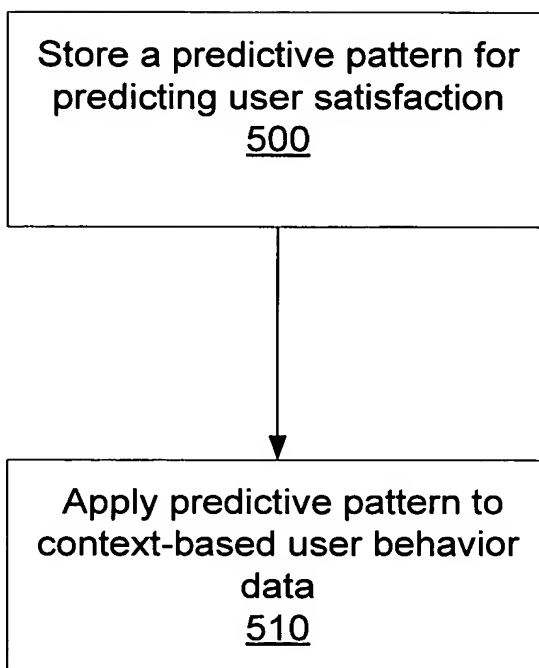 Store a predictive pattern for
predicting user satisfaction
500
Apply predictive pattern to
context-based user behavior
data
510